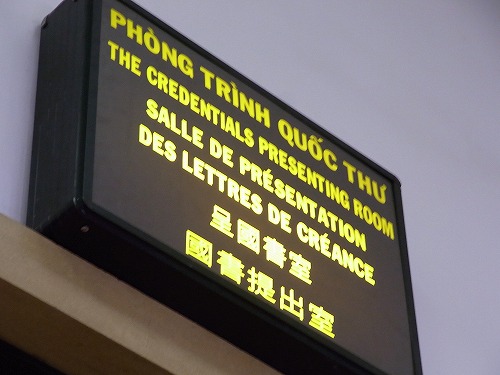 PHÒNG TRÌNH QUỐC THƯ
THE CREDENTIALS PRESENTING ROOM
SALLE DE PRÉSENTATION
DES LETTRES DE CRÉANCE
呈國書室
國書提出室